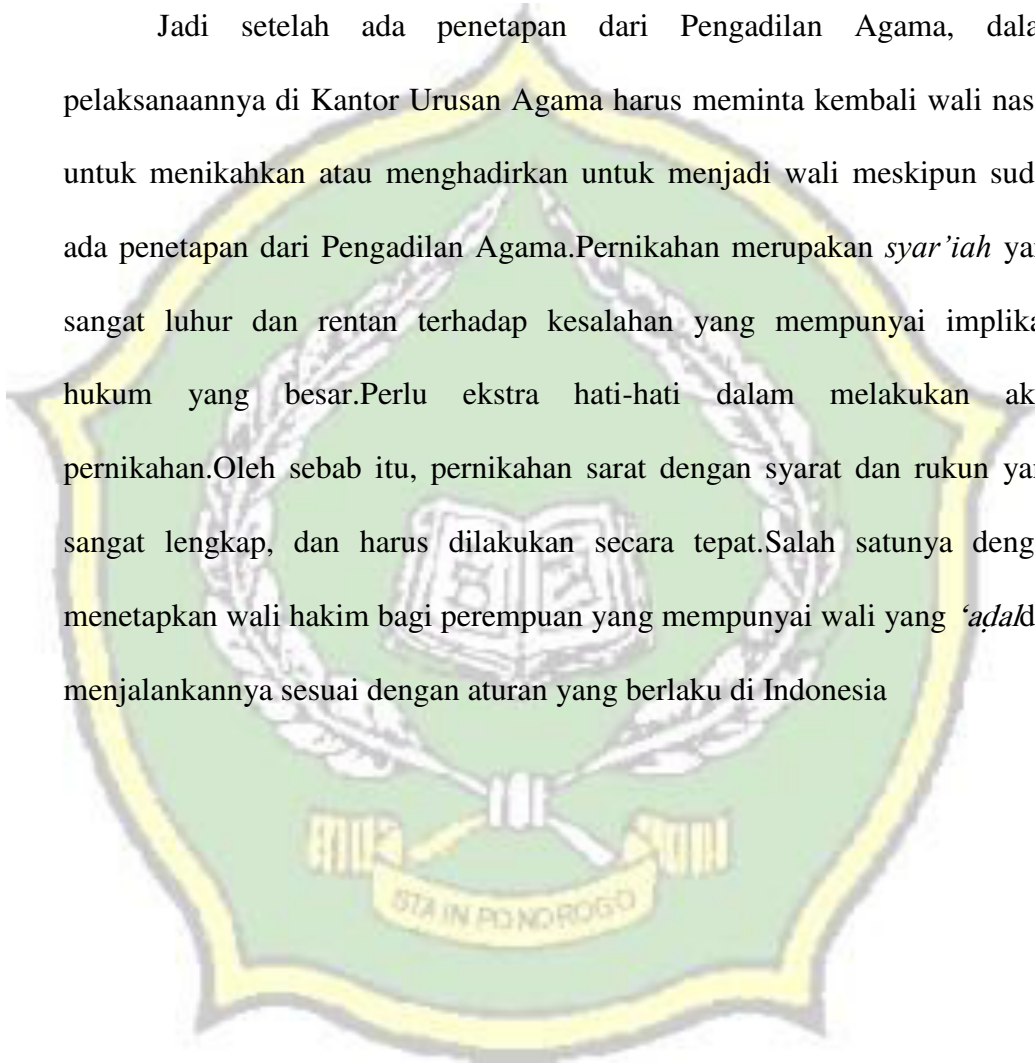 Jadi setelah ada penetapan dari Pengadilan Agama, dala
pelaksanaannya di Kantor Urusan Agama harus meminta kembali wali nas
untuk menikahkan atau menghadirkan untuk menjadi wali meskipun sud
ada penetapan dari Pengadilan Agama.Pernikahan merupakan syar’iah ya
sangat luhur dan rentan terhadap kesalahan yang mempunyai implika
hukum yang besar.Perlu ekstra hati-hati dalam melakukan ak
pernikahan.Oleh sebab itu, pernikahan sarat dengan syarat dan rukun ya
sangat lengkap, dan harus dilakukan secara tepat.Salah satunya deng
menetapkan wali hakim bagi perempuan yang mempunyai wali yang ‘aḍald
menjalankannya sesuai dengan aturan yang berlaku di Indonesia
STAIN PONOROGO